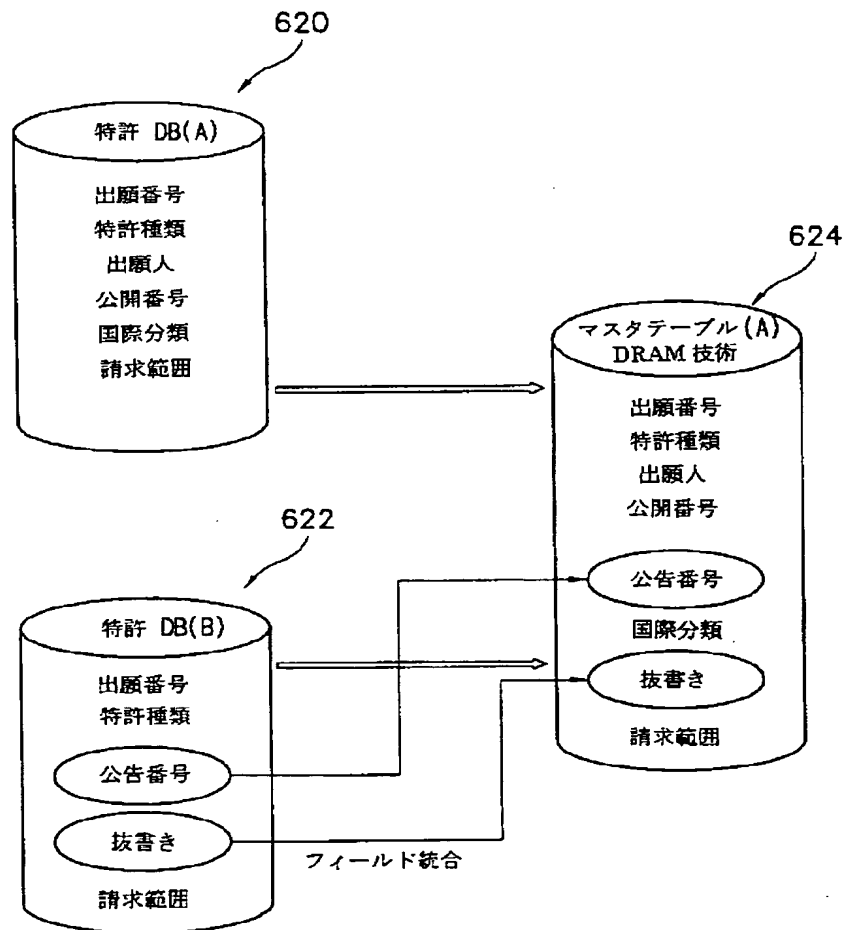 620
特許 DB(A)
出願番号
特許種類
出願人
公開番号
国際分類
請求範囲
624
マスタテーブル(A)
DRAM 技術
出願番号
特許種類
出願人
公開番号
公告番号
国際分類
抜書き
請求範囲
622
特許 DB(B)
出願番号
特許種類
公告番号
抜書き
請求範囲
フィールド統合